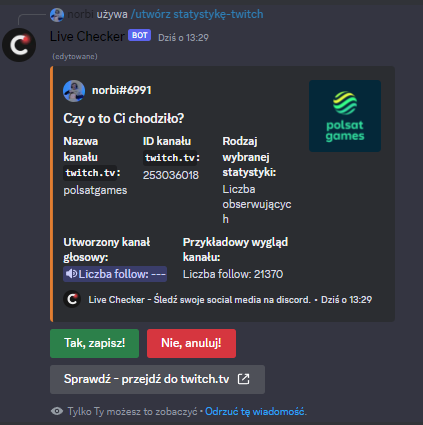 norbi używa /utwórz statystykę-twitch
Live Checker BOT Dziś o 13:29
(edytowane)
norbi#6991
Czy o to Ci chodziło?
polsat
games
Nazwa
kanału
twitch.tv:
polsatgames
ID kanału
twitch.tv:
253036018
Rodzaj
wybranej
statystyki:
Liczba
obserwującyc
h
Utworzony kanał
głosowy:
Liczba follow: ---
Przykładowy wygląd
kanału:
Liczba follow: 21370
Live Checker - Śledź swoje social media na discord. • Dziś o 13:29
Tak, zapisz!
Nie, anuluj!
Sprawdź - przejdź do twitch.tv
Tylko Ty możesz to zobaczyć • Odrzuć tę wiadomość.